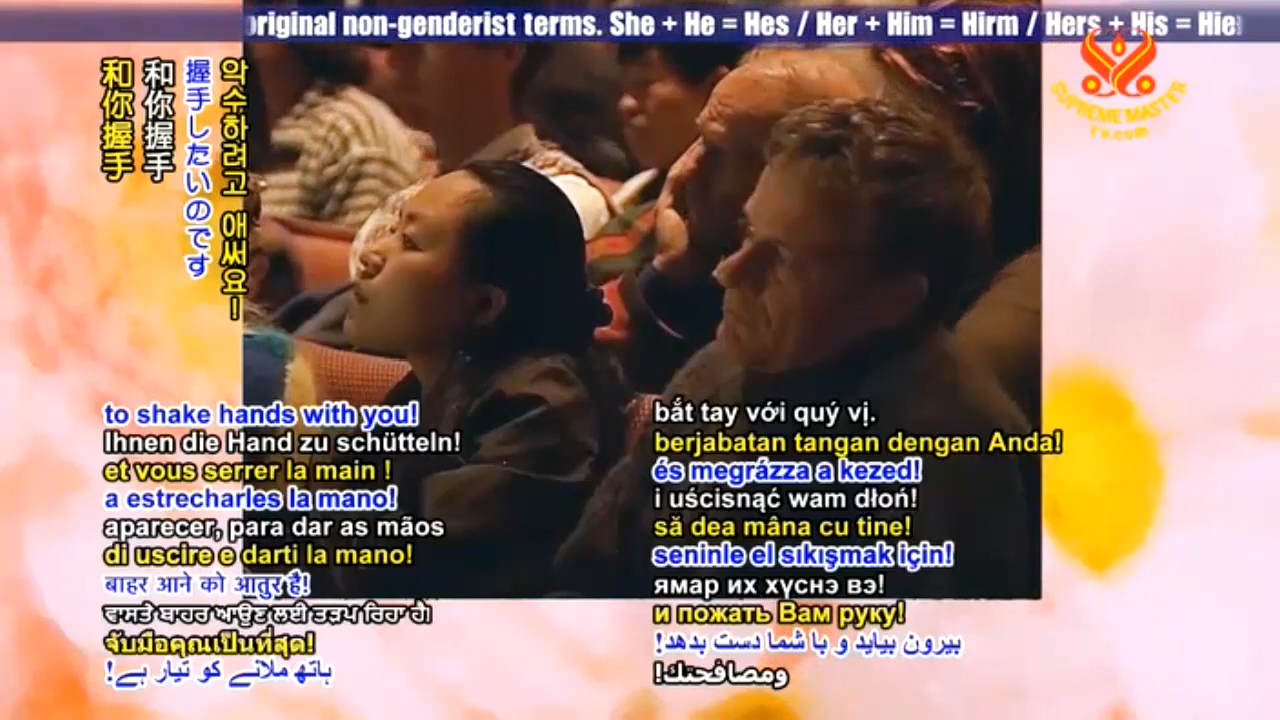 original non-genderist terms. She + He = Hes / Her + Him = Hirm / Hers + His = Hie
SUPREME MASTER
TV.com
악수하려고 애써요!
握手したいのです
和你握手
和你握手
to shake hands with you!
Ihnen die Hand zu schütteln!
et vous serrer la main !
a estrecharles la mano!
aparecer, para dar as mãos
di uscire e darti la mano!
बाहर आने को आतुर है!
ਵਾਸਤੇ ਬਾਹਰ ਆਉਣ ਲਈ ਤੜਪ ਰਿਹਾ ਹੈ।
จับมือคุณเป็นที่สุด!
ہاتھ ملانے کو تیار ہے!
bắt tay với quý vị.
berjabatan tangan dengan Anda!
és megrázza a kezed!
i uścisnąć wam dłoń!
să dea mâna cu tine!
seninle el sıkışmak için!
ямар их хүснэ вэ!
и пожать Вам руку!
بیرون بیاید و با شما دست بدهد!
ومصافحتك!